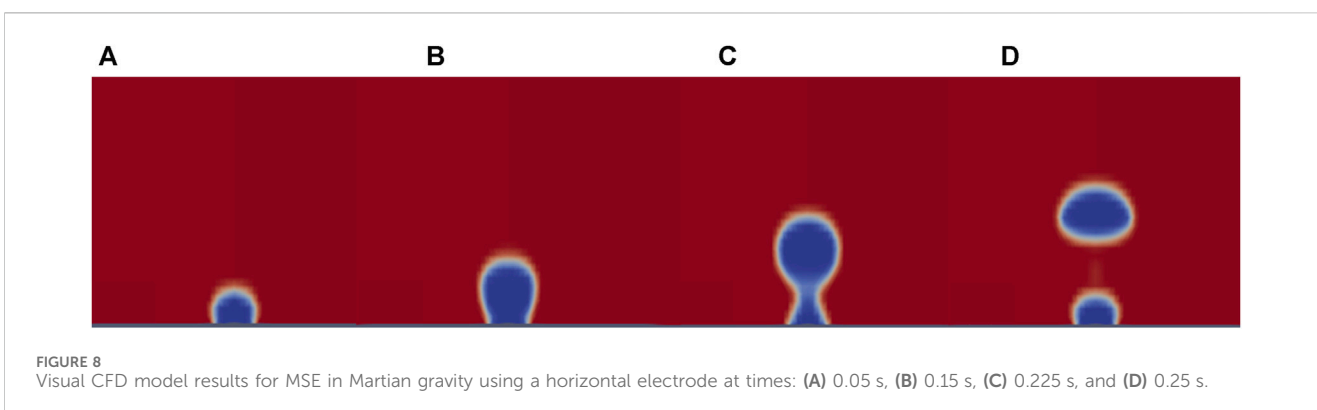 A B C D
FIGURE 8
Visual CFD model results for MSE in Martian gravity using a horizontal electrode at times: (A) 0.05 s, (B) 0.15 s, (C) 0.225 s, and (D) 0.25 s.